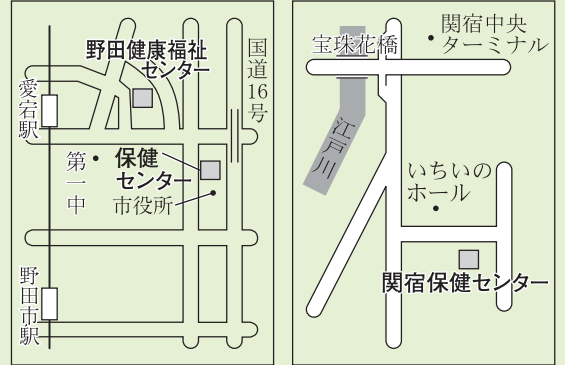 野田健康福祉
センター
国道16号
愛宕駅
第一中
保健
センター
市役所
野田市駅
宝珠花橋
関宿中央
ターミナル
江戸川
いちいの
ホール
関宿保健センター